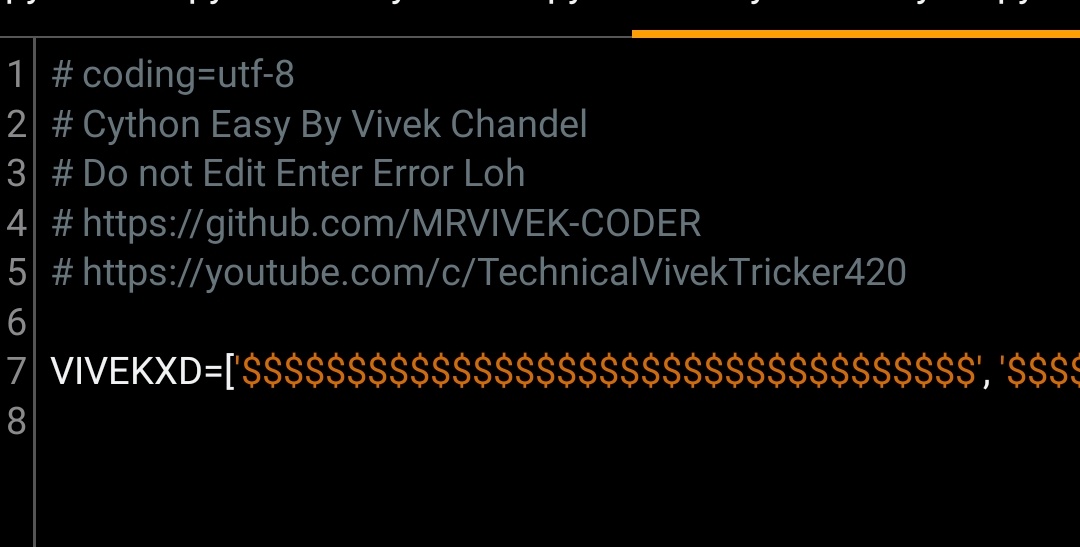 1 # coding=utf-8
2 # Cython Easy By Vivek Chandel
3 # Do not Edit Enter Error Loh
4 # https://github.com/MRVIVEK-CODER
5 # https://youtube.com/c/TechnicalVivekTricker420
6
7 VIVEKXD=['$$$$$$$$$$$$$$$$$$$$$$$$$$$$$$$$$$$', '$$$$
8